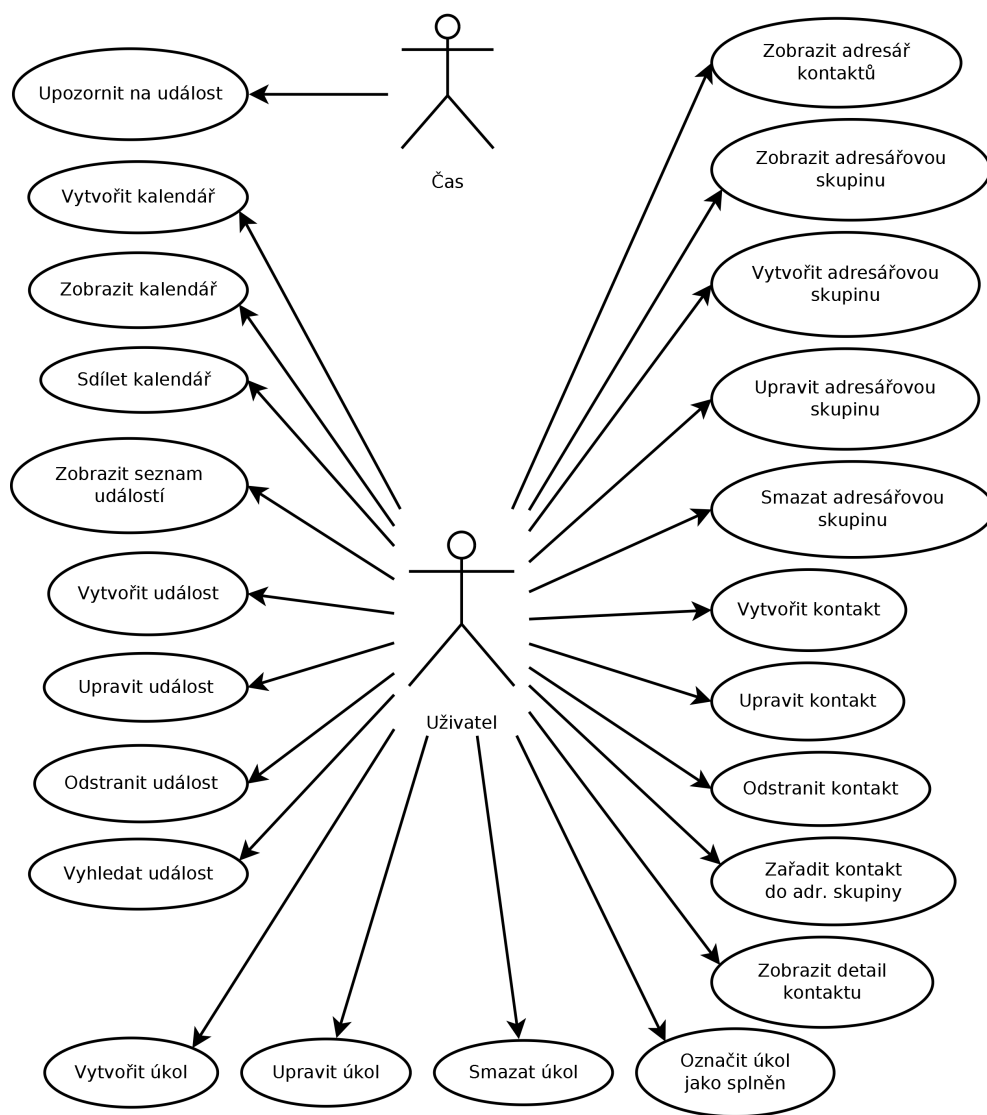 Upozornit na událost
Čas
Vytvořit kalendář
Zobrazit kalendář
Sdílet kalendář
Zobrazit seznam
událostí
Vytvořit událost
Upravit událost
Odstranit událost
Vyhledat událost
Uživatel
Zobrazit adresář
kontaktů
Zobrazit adresářovou
skupinu
Vytvořit adresářovou
skupinu
Upravit adresářovou
skupinu
Smazat adresářovou
skupinu
Vytvořit kontakt
Upravit kontakt
Odstranit kontakt
Zařadit kontakt
do adr. skupiny
Zobrazit detail
kontaktu
Vytvořit úkol
Upravit úkol
Smazat úkol
Označit úkol
jako splněn